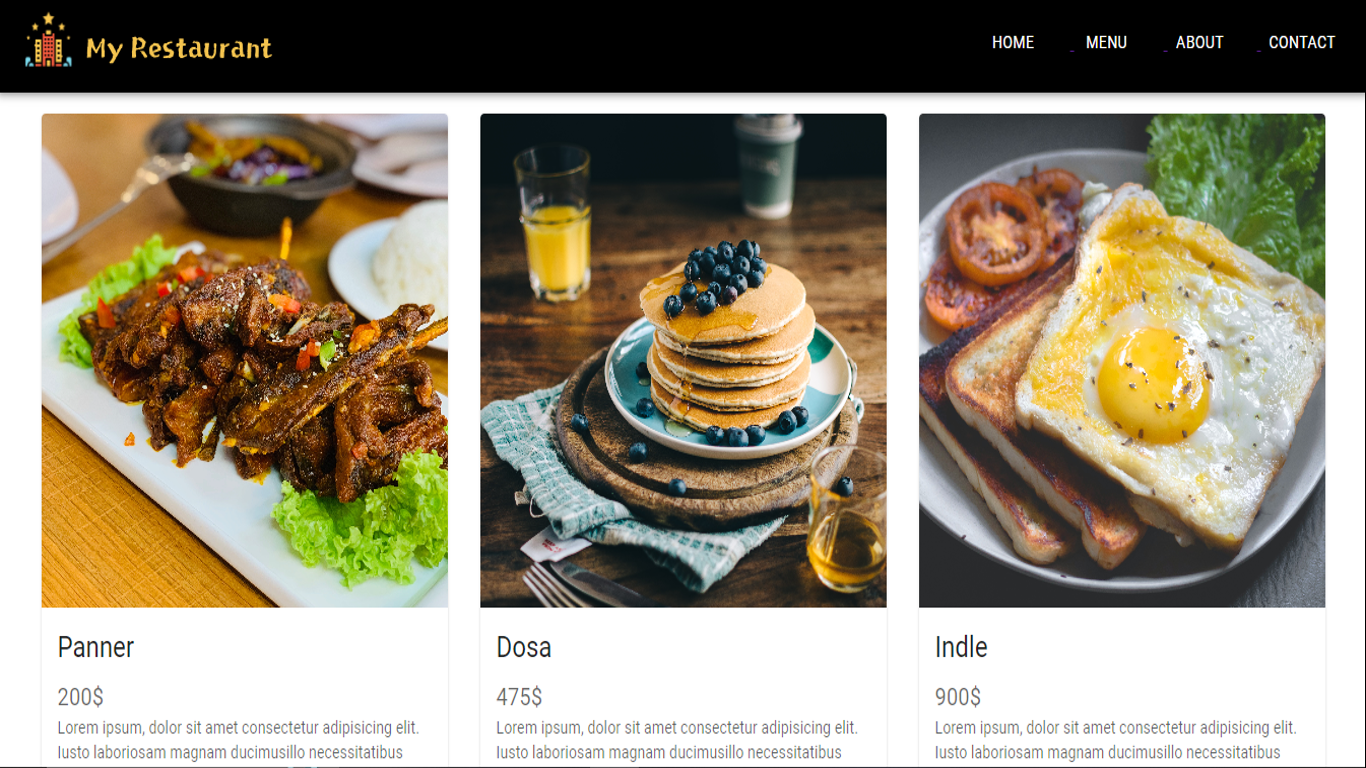 My Restaurant
HOME
MENU
ABOUT
CONTACT
Panner
200$
Lorem ipsum, dolor sit amet consectetur adipisicing elit.
Iusto laboriosam magnam ducimusillo necessitatibus
Dosa
475$
Lorem ipsum, dolor sit amet consectetur adipisicing elit.
Iusto laboriosam magnam ducimusillo necessitatibus
Indle
900$
Lorem ipsum, dolor sit amet consectetur adipisicing elit.
Iusto laboriosam magnam ducimusillo necessitatibus